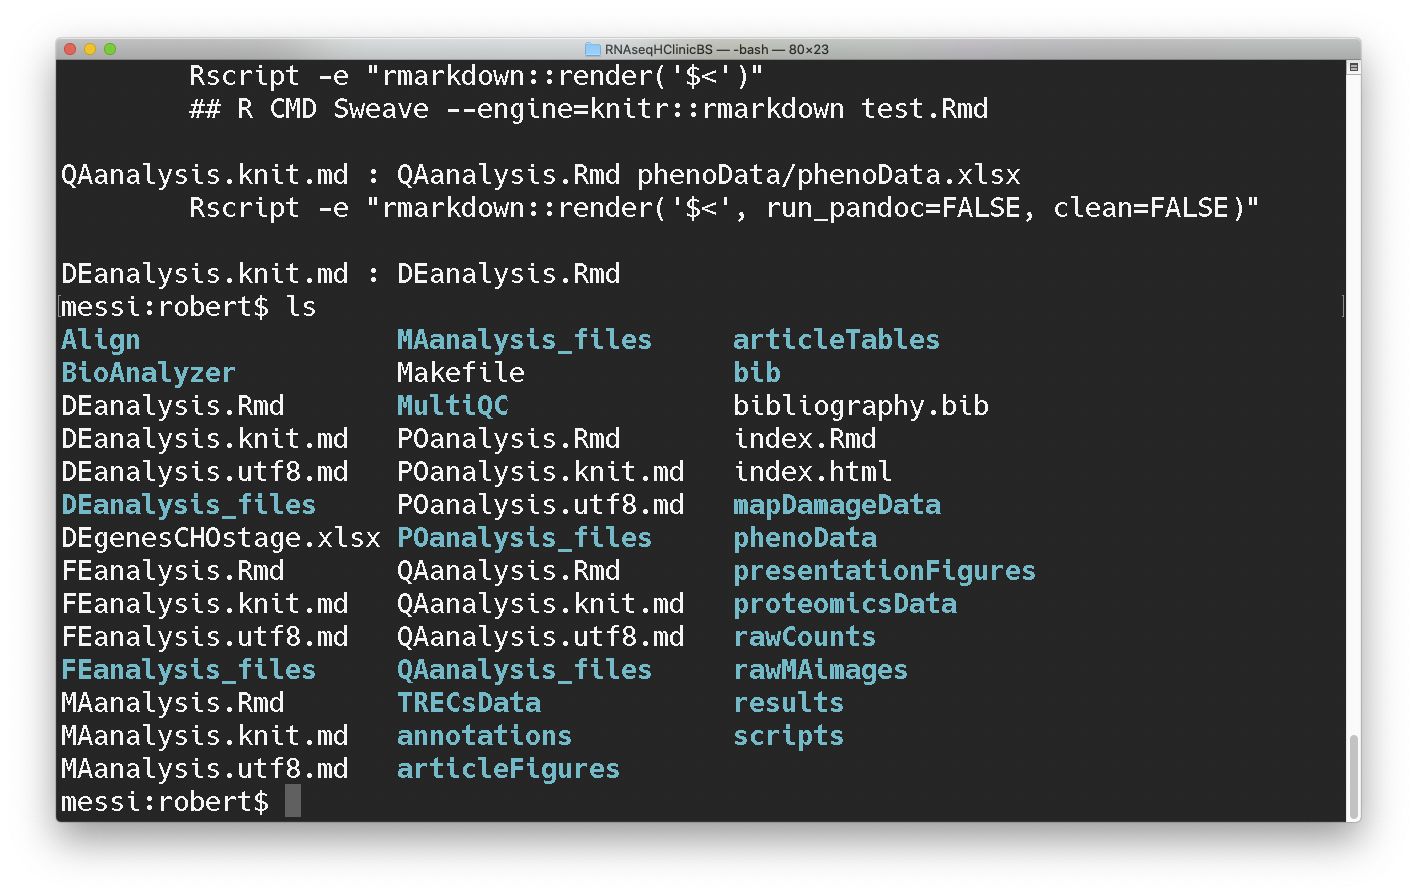 RNAseqHClinicBS — -bash — 80×23
Rscript -e "rmarkdown::render('$<')"
## R CMD Sweave --engine=knitr::rmarkdown test.Rmd
QAanalysis.knit.md : QAanalysis.Rmd phenoData/phenoData.xlsx
Rscript -e "rmarkdown::render('$<', run_pandoc=FALSE, clean=FALSE)"
DEanalysis.knit.md : DEanalysis.Rmd
messi:robert$ ls
Align MAanalysis_files articleTables
BioAnalyzer Makefile bib
DEanalysis.Rmd MultiQC bibliography.bib
DEanalysis.knit.md POanalysis.Rmd index.Rmd
DEanalysis.utf8.md POanalysis.knit.md index.html
DEanalysis_files POanalysis.utf8.md mapDamageData
DEgenesCHOstage.xlsx POanalysis_files phenoData
FEanalysis.Rmd QAanalysis.Rmd presentationFigures
FEanalysis.knit.md QAanalysis.knit.md proteomicsData
FEanalysis.utf8.md QAanalysis.utf8.md rawCounts
FEanalysis_files QAanalysis_files rawMAimages
MAanalysis.Rmd TRECsData results
MAanalysis.knit.md annotations scripts
MAanalysis.utf8.md articleFigures
messi:robert$